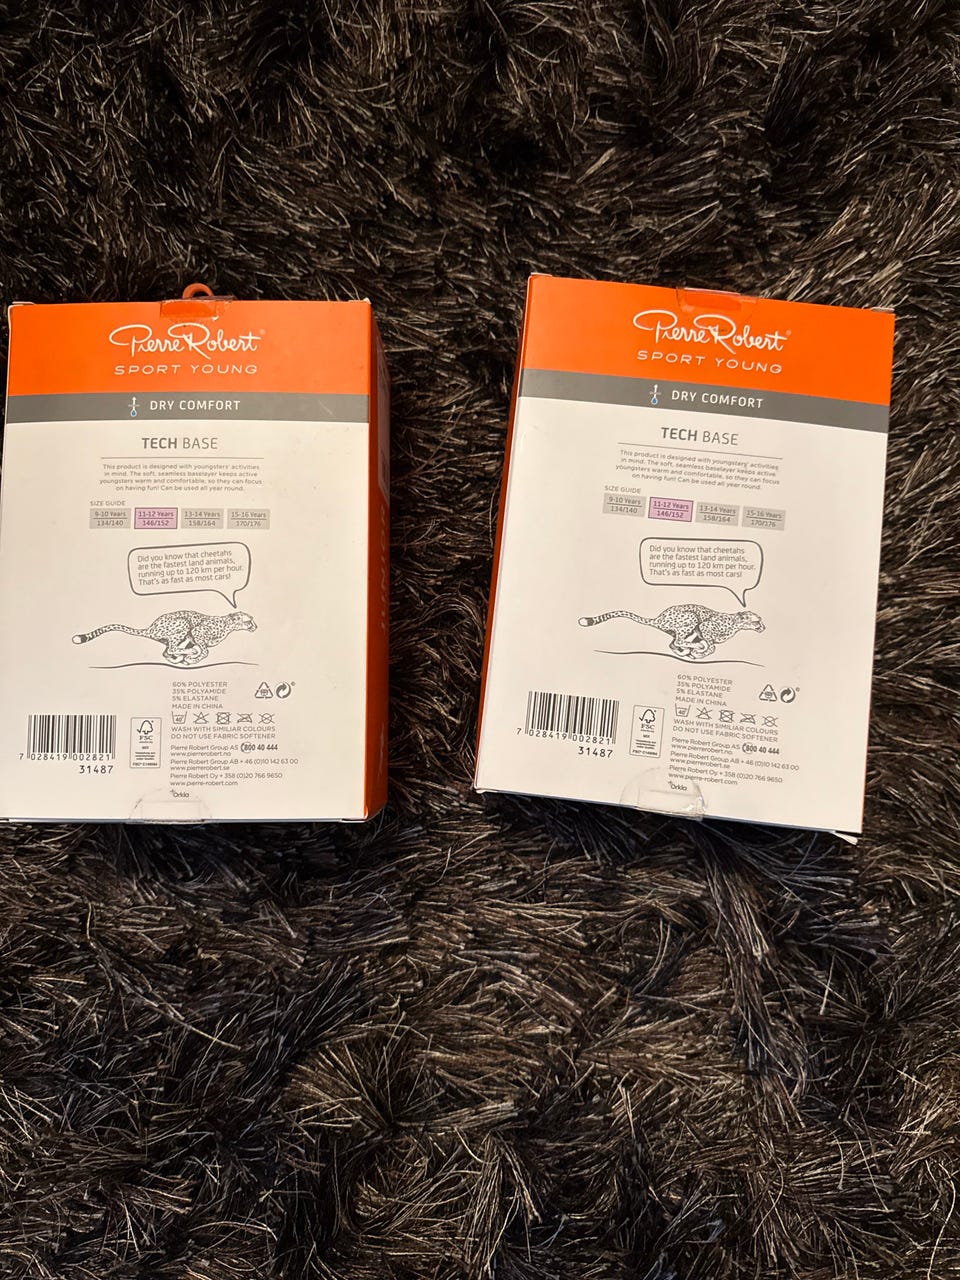 Pierre Robert®
SPORT YOUNG
DRY COMFORT
TECH BASE
This product is designed with youngsters' activities
in mind. The soft, seamless baselayer keeps active
youngsters warm and comfortable, so they can focus
on having fun! Can be used all year round.
SIZE GUIDE
9-10 Years 11-12 Years 13-14 Years 15-16 Years
134/140 146/152 158/164 170/176
Did you know that cheetahs
are the fastest land animals,
running up to 120 km per hour.
That's as fast as most cars!
60% POLYESTER
35% POLYAMIDE
5% ELASTANE
MADE IN CHINA
40
WASH WITH SIMILIAR COLOURS
DO NOT USE FABRIC SOFTENER
Pierre Robert Group AS 800 40 444
www.pierrerobert.no
Pierre Robert Group AB + 46 (0)10 142 63 00
www.pierrerobert.se
Pierre Robert Oy + 358 (0)20 766 9650
www.pierre-robert.com
Orkla
7 028419 002821
31487
FSC
MIX
Pierre Robert®
SPORT YOUNG
DRY COMFORT
TECH BASE
This product is designed with youngsters' activities
in mind. The soft, seamless baselayer keeps active
youngsters warm and comfortable, so they can focus
on having fun! Can be used all year round.
SIZE GUIDE
9-10 Years 11-12 Years 13-14 Years 15-16 Years
134/140 146/152 158/164 170/176
Did you know that cheetahs
are the fastest land animals,
running up to 120 km per hour.
That's as fast as most cars!
60% POLYESTER
35% POLYAMIDE
5% ELASTANE
MADE IN CHINA
40
WASH WITH SIMILIAR COLOURS
DO NOT USE FABRIC SOFTENER
Pierre Robert Group AS 800 40 444
www.pierrerobert.no
Pierre Robert Group AB + 46 (0)10 142 63 00
www.pierrerobert.se
Pierre Robert Oy + 358 (0)20 766 9650
www.pierre-robert.com
Orkla
7 028419 002821
31487
FSC
MIX